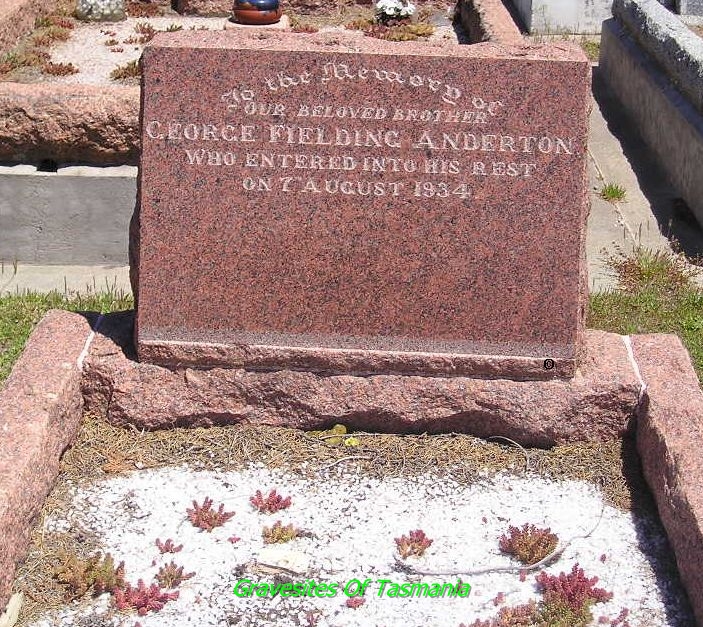 To the Memory of
OUR BELOVED BROTHER
GEORGE FIELDING ANDERTON
WHO ENTERED INTO HIS REST
ON 7 AUGUST 1934.
Gravesites Of Tasmania